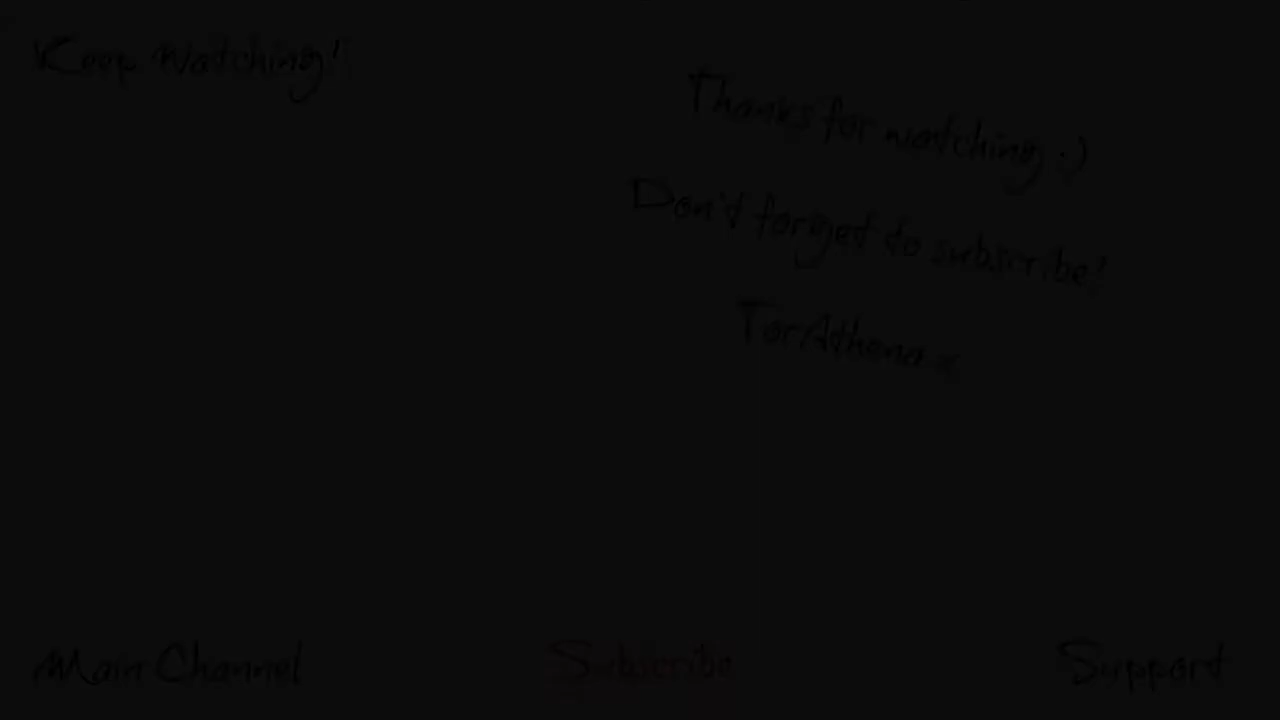 Keep Watching!
Thanks for watching :)
Don't forget to subscribe!
TorAthena x
Main Channel
Subscribe
Support